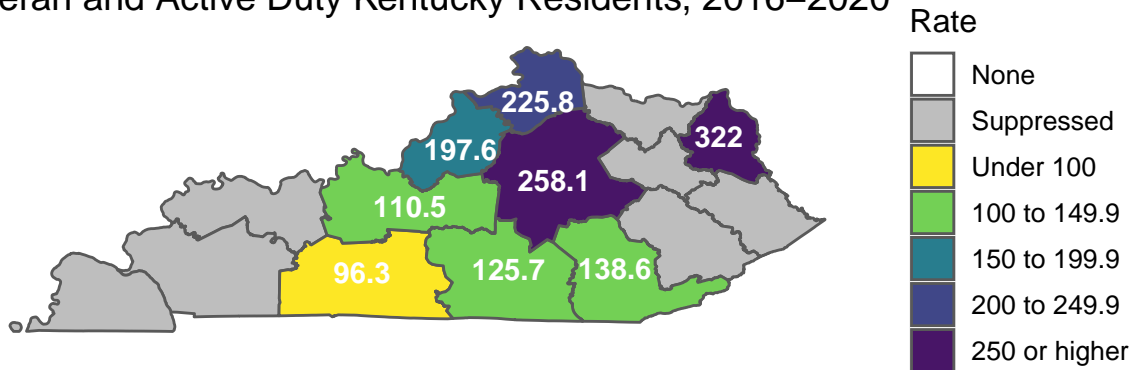 and Active Duty Kentucky Residents, 2016–2020
Rate
None
Suppressed
Under 100
100 to 149.9
150 to 199.9
200 to 249.9
250 or higher
225.8
322
197.6
258.1
110.5
96.3
125.7
138.6